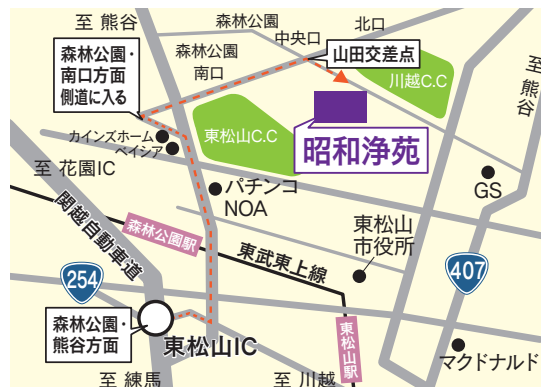 至 熊谷
森林公園
北口
中央口
山田交差点
森林公園・
南口方面
側道に入る
森林公園
南口
川越C.C
至 熊谷
カインズホーム
ベイシア
東松山C.C
昭和浄苑
至 花園IC
パチンコ
NOA
GS
関越自動車道
森林公園駅
東武東上線
東松山
市役所
254
407
森林公園・
熊谷方面
東松山IC
東松山駅
マクドナルド
至 練馬
至 川越